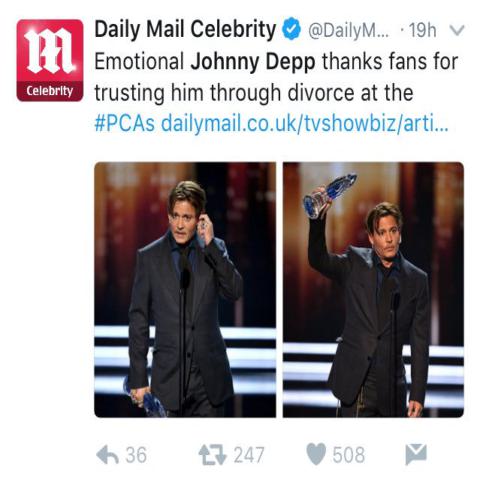 Daily Mail Celebrity @DailyM... · 19h
Emotional Johnny Depp thanks fans for
trusting him through divorce at the
#PCAs dailymail.co.uk/tvshowbiz/arti...
m
Celebrity
36 247 508